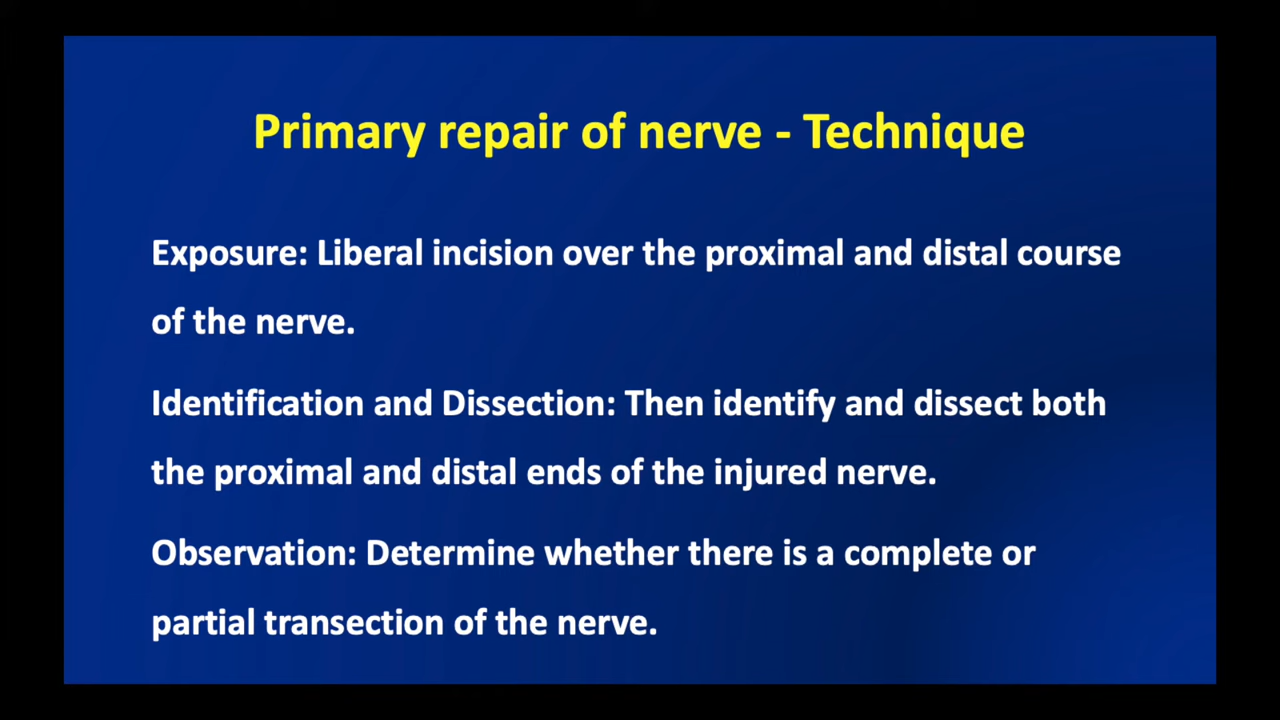 Primary repair of nerve - Technique
Exposure: Liberal incision over the proximal and distal course
of the nerve.
Identification and Dissection: Then identify and dissect both
the proximal and distal ends of the injured nerve.
Observation: Determine whether there is a complete or
partial transection of the nerve.